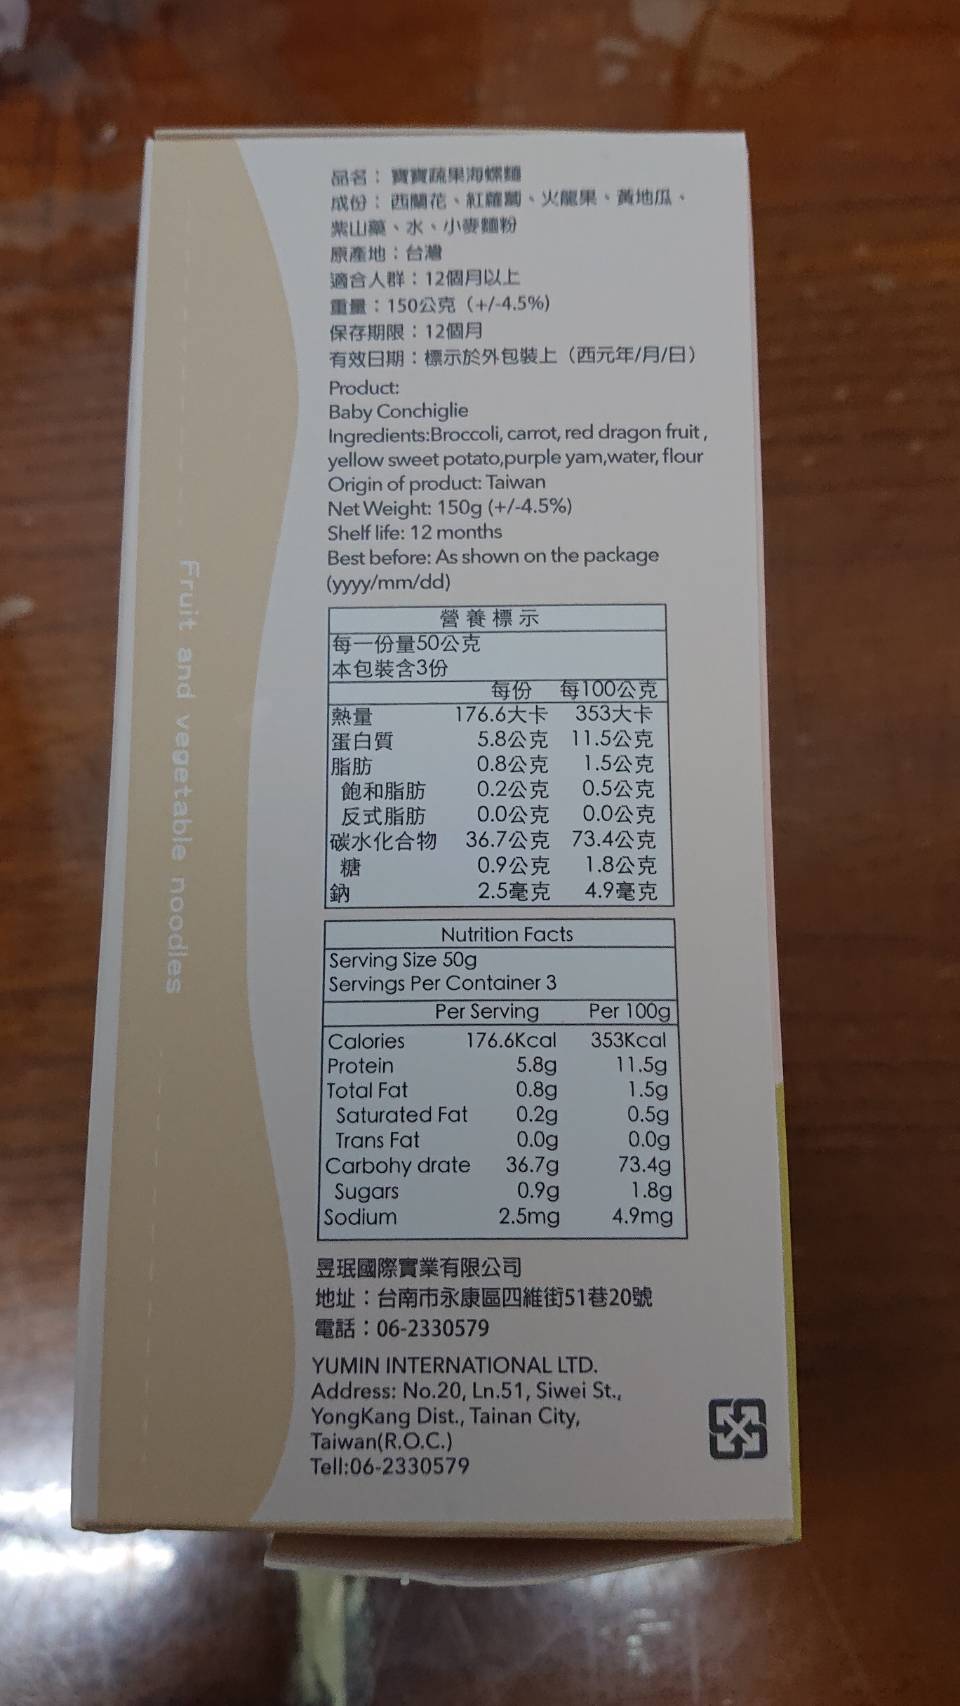 品名：寶寶蔬果海螺麵
成份：西蘭花、紅蘿蔔、火龍果、黃地瓜、
紫山藥、水、小麥麵粉
原產地：台灣
適合人群：12個月以上
重量：150公克（+/-4.5%）
保存期限：12個月
有效日期：標示於外包裝上（西元年/月/日）
Product:
Baby Conchiglie
Ingredients:Broccoli, carrot, red dragon fruit,
yellow sweet potato,purple yam,water, flour
Origin of product: Taiwan
Net Weight: 150g (+/-4.5%)
Shelf life: 12 months
Best before: As shown on the package
(yyyy/mm/dd)
營養標示
每一份量50公克
本包裝含3份
每份 每100公克
熱量 176.6大卡 353大卡
蛋白質 5.8公克 11.5公克
脂肪 0.8公克 1.5公克
飽和脂肪 0.2公克 0.5公克
反式脂肪 0.0公克 0.0公克
碳水化合物 36.7公克 73.4公克
糖 0.9公克 1.8公克
鈉 2.5毫克 4.9毫克
Nutrition Facts
Serving Size 50g
Servings Per Container 3
Per Serving Per 100g
Calories 176.6Kcal 353Kcal
Protein 5.8g 11.5g
Total Fat 0.8g 1.5g
Saturated Fat 0.2g 0.5g
Trans Fat 0.0g 0.0g
Carbohy drate 36.7g 73.4g
Sugars 0.9g 1.8g
Sodium 2.5mg 4.9mg
昱珉國際實業有限公司
地址：台南市永康區四維街51巷20號
電話：06-2330579
YUMIN INTERNATIONAL LTD.
Address: No.20, Ln.51, Siwei St.,
YongKang Dist., Tainan City,
Taiwan(R.O.C.)
Tell:06-2330579
Fruit and vegetable noodles